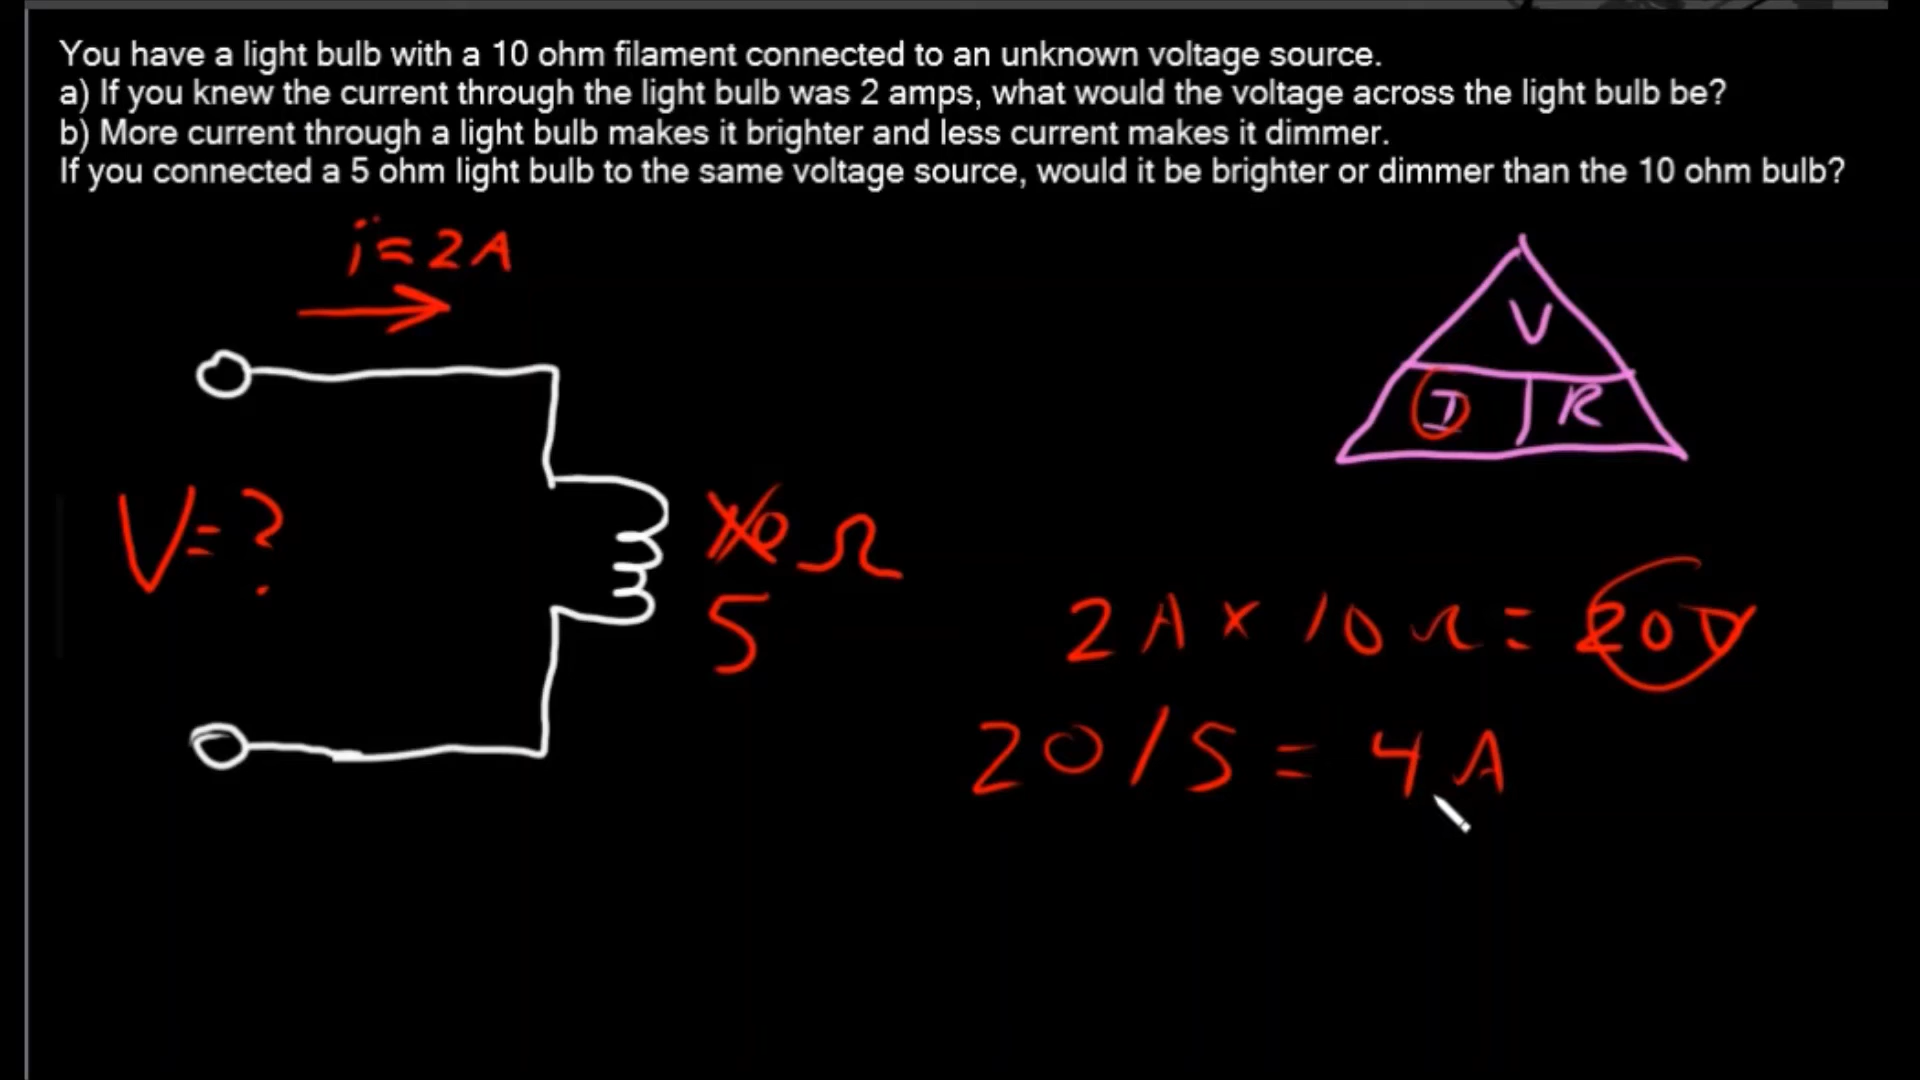 You have a light bulb with a 10 ohm filament connected to an unknown voltage source.
a) If you knew the current through the light bulb was 2 amps, what would the voltage across the light bulb be?
b) More current through a light bulb makes it brighter and less current makes it dimmer.
If you connected a 5 ohm light bulb to the same voltage source, would it be brighter or dimmer than the 10 ohm bulb?
i = 2A
V
I R
V = ?
10 Ω
5
2A x 10Ω = 20V
20/5 = 4A